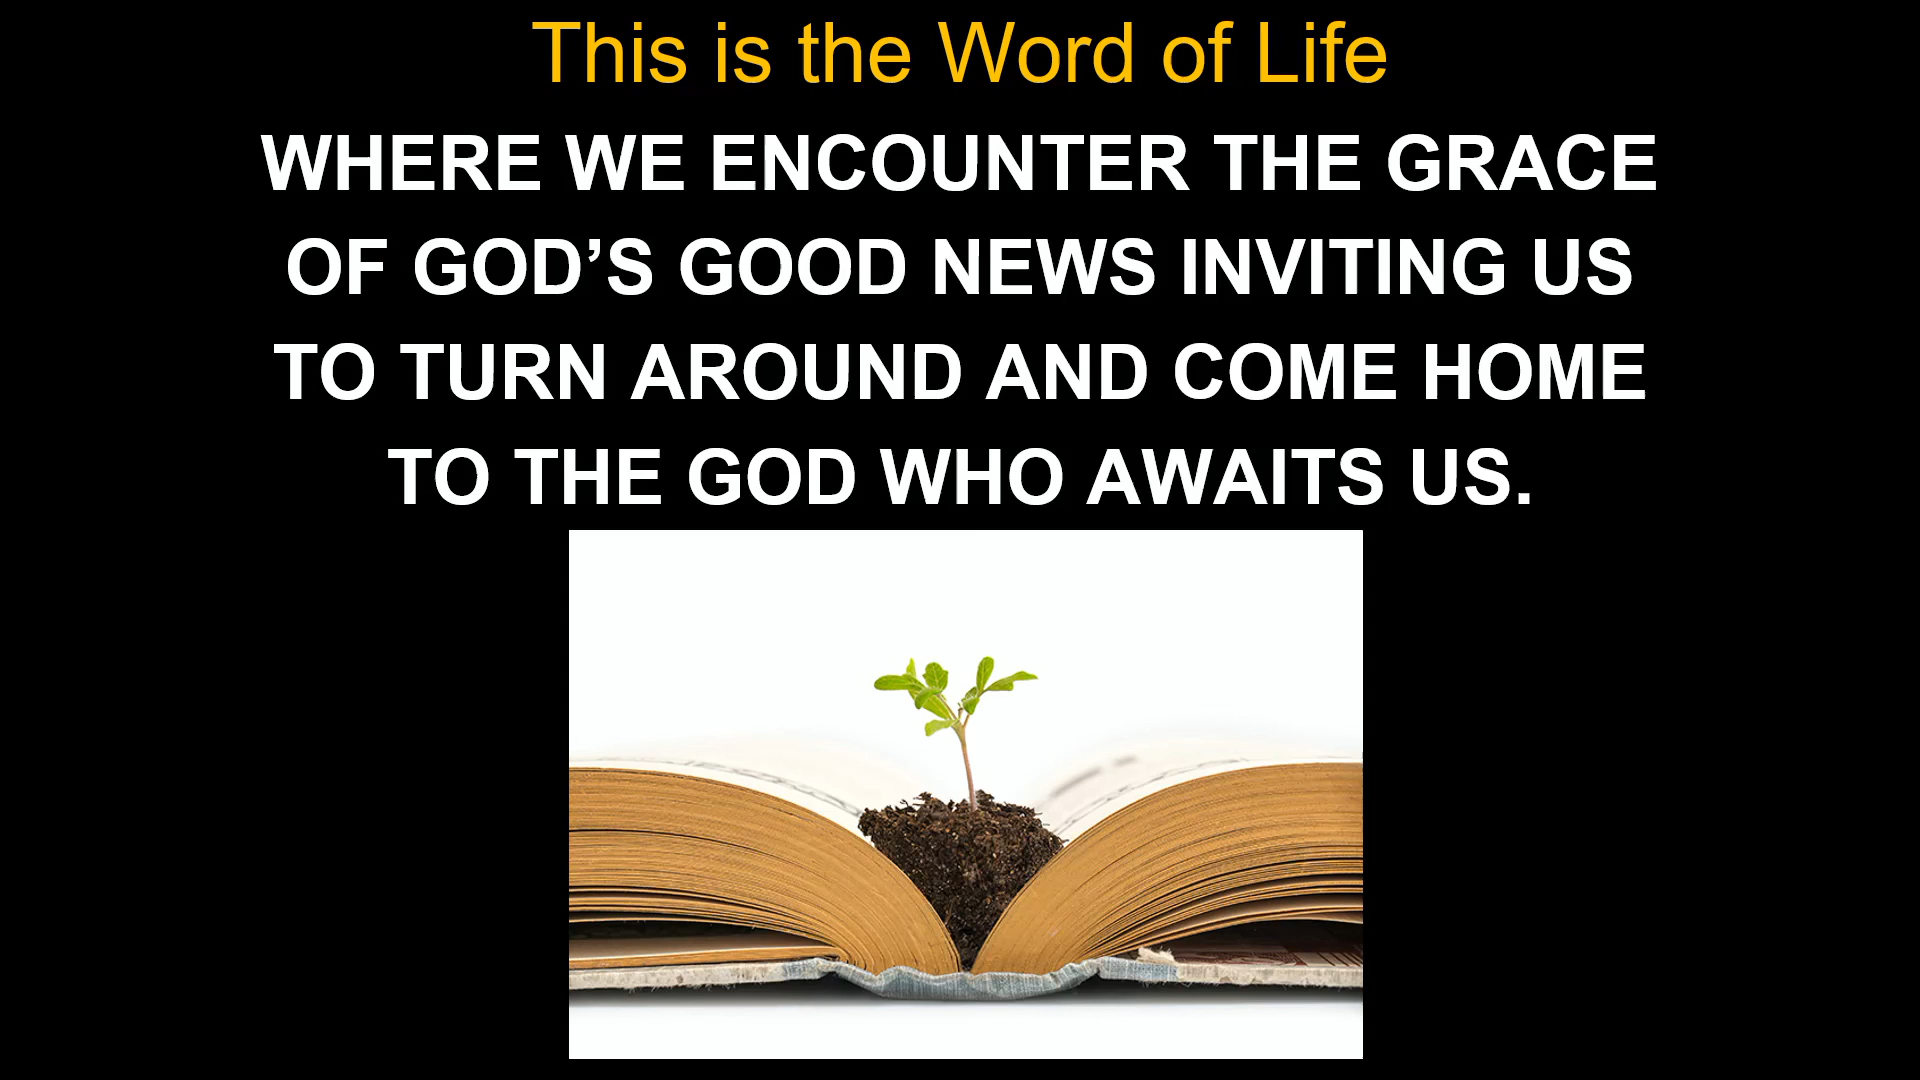 This is the Word of Life
WHERE WE ENCOUNTER THE GRACE
OF GOD’S GOOD NEWS INVITING US
TO TURN AROUND AND COME HOME
TO THE GOD WHO AWAITS US.